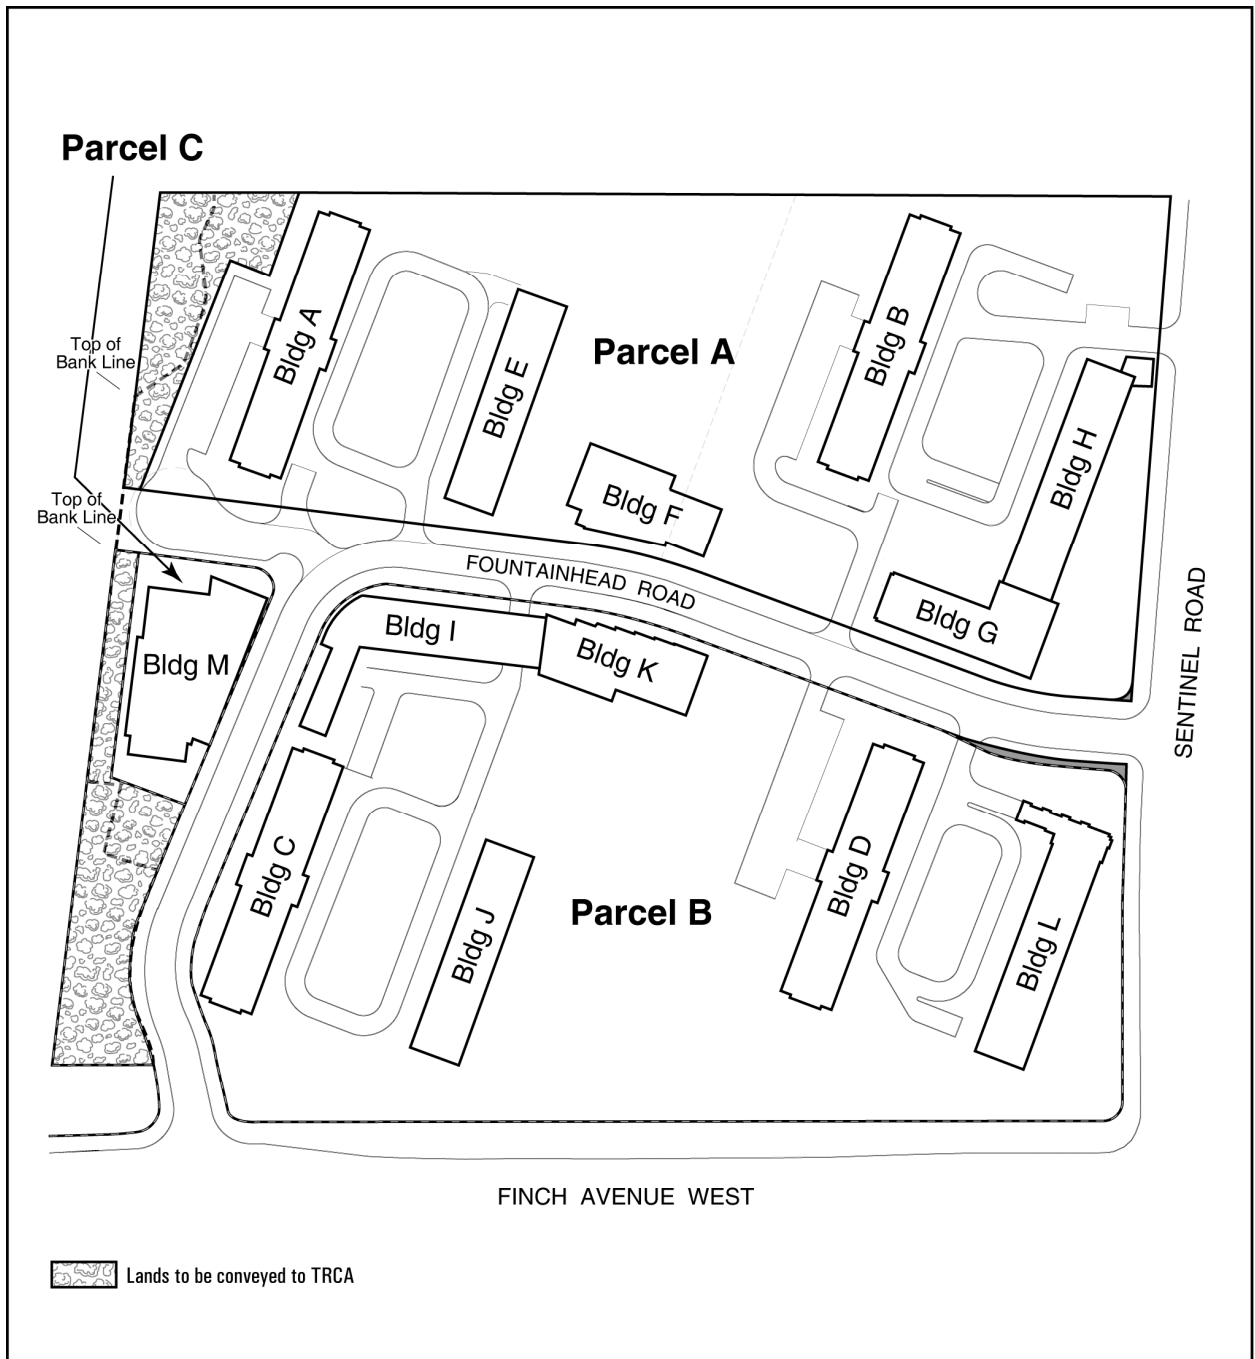 Parcel C
Top of
Bank Line
Top of
Bank Line
Bldg A
Bldg E
Parcel A
Bldg B
Bldg H
Bldg F
Bldg G
FOUNTAINHEAD ROAD
SENTINEL ROAD
Bldg M
Bldg I
Bldg K
Bldg C
Bldg J
Parcel B
Bldg D
Bldg L
FINCH AVENUE WEST
Lands to be conveyed to TRCA